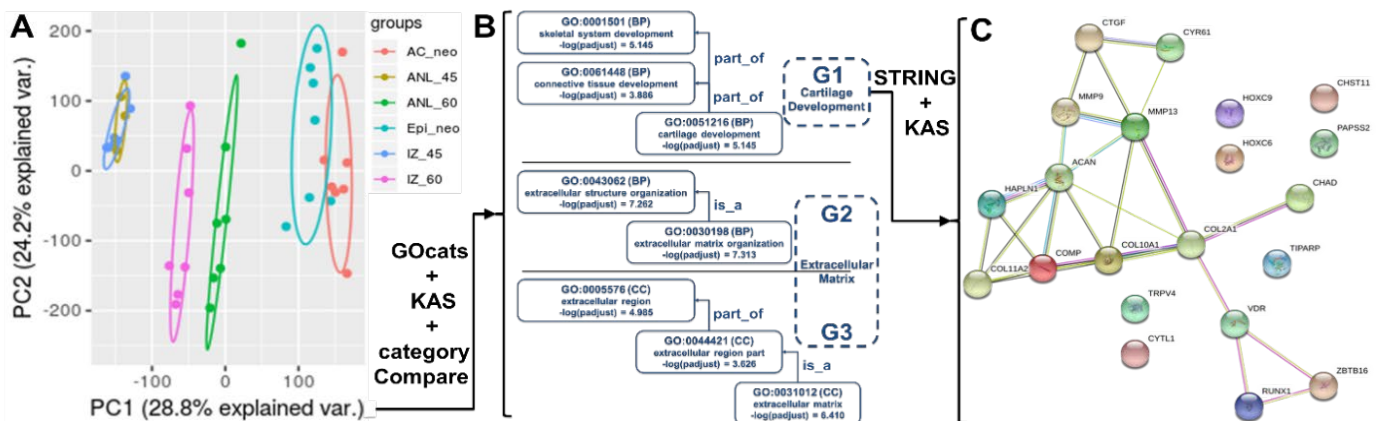 A
200
100
0
-100
-200
PC2 (24.2% explained var.)
-100
0
100
PC1 (28.8% explained var.)
groups
AC_neo
ANL_45
ANL_60
Epi_neo
IZ_45
IZ_60
GOcats
+
KAS
+
category
Compare
B
GO:0001501 (BP)
skeletal system development
-log(padjust) = 5.145
part_of
GO:0061448 (BP)
connective tissue development
-log(padjust) = 3.886
part_of
GO:0051216 (BP)
cartilage development
-log(padjust) = 5.145
G1
Cartilage
Development
GO:0043062 (BP)
extracellular structure organization
-log(padjust) = 7.262
is_a
GO:0030198 (BP)
extracellular matrix organization
-log(padjust) = 7.313
G2
Extracellular
Matrix
G3
GO:0005576 (CC)
extracellular region
-log(padjust) = 4.985
part_of
GO:0044421 (CC)
extracellular region part
-log(padjust) = 3.626
is_a
GO:0031012 (CC)
extracellular matrix
-log(padjust) = 6.410
STRING
+
KAS
C
CTGF
CYR61
MMP9
MMP13
HOXC9
CHST11
HOXC6
PAPSS2
ACAN
HAPLN1
CHAD
COL2A1
COL11A2
COMP
COL10A1
TIPARP
TRPV4
VDR
CYTL1
ZBTB16
RUNX1